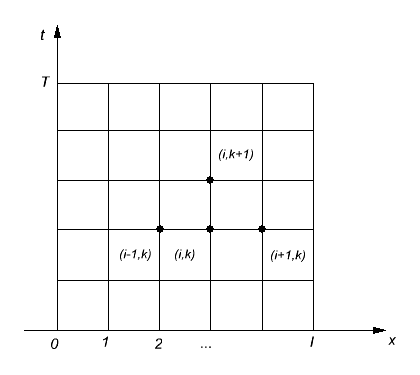 t
T
(i,k+1)
(i-1,k) (i,k) (i+1,k)
0 1 2 ... I x